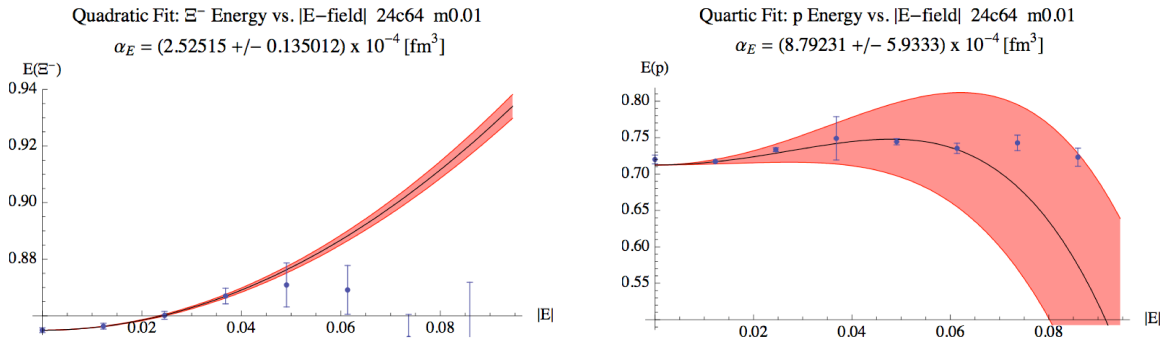 Quadratic Fit: Ξ⁻ Energy vs. |E−field| 24c64 m0.01
α_E = (2.52515 +/− 0.135012) x 10⁻⁴ [fm³]
E(Ξ⁻)
0.94
0.92
0.90
0.88
0.02
0.04
0.06
0.08
|E|
Quartic Fit: p Energy vs. |E−field| 24c64 m0.01
α_E = (8.79231 +/− 5.9333) x 10⁻⁴ [fm³]
E(p)
0.80
0.75
0.70
0.65
0.60
0.55
0.02
0.04
0.06
0.08
|E|